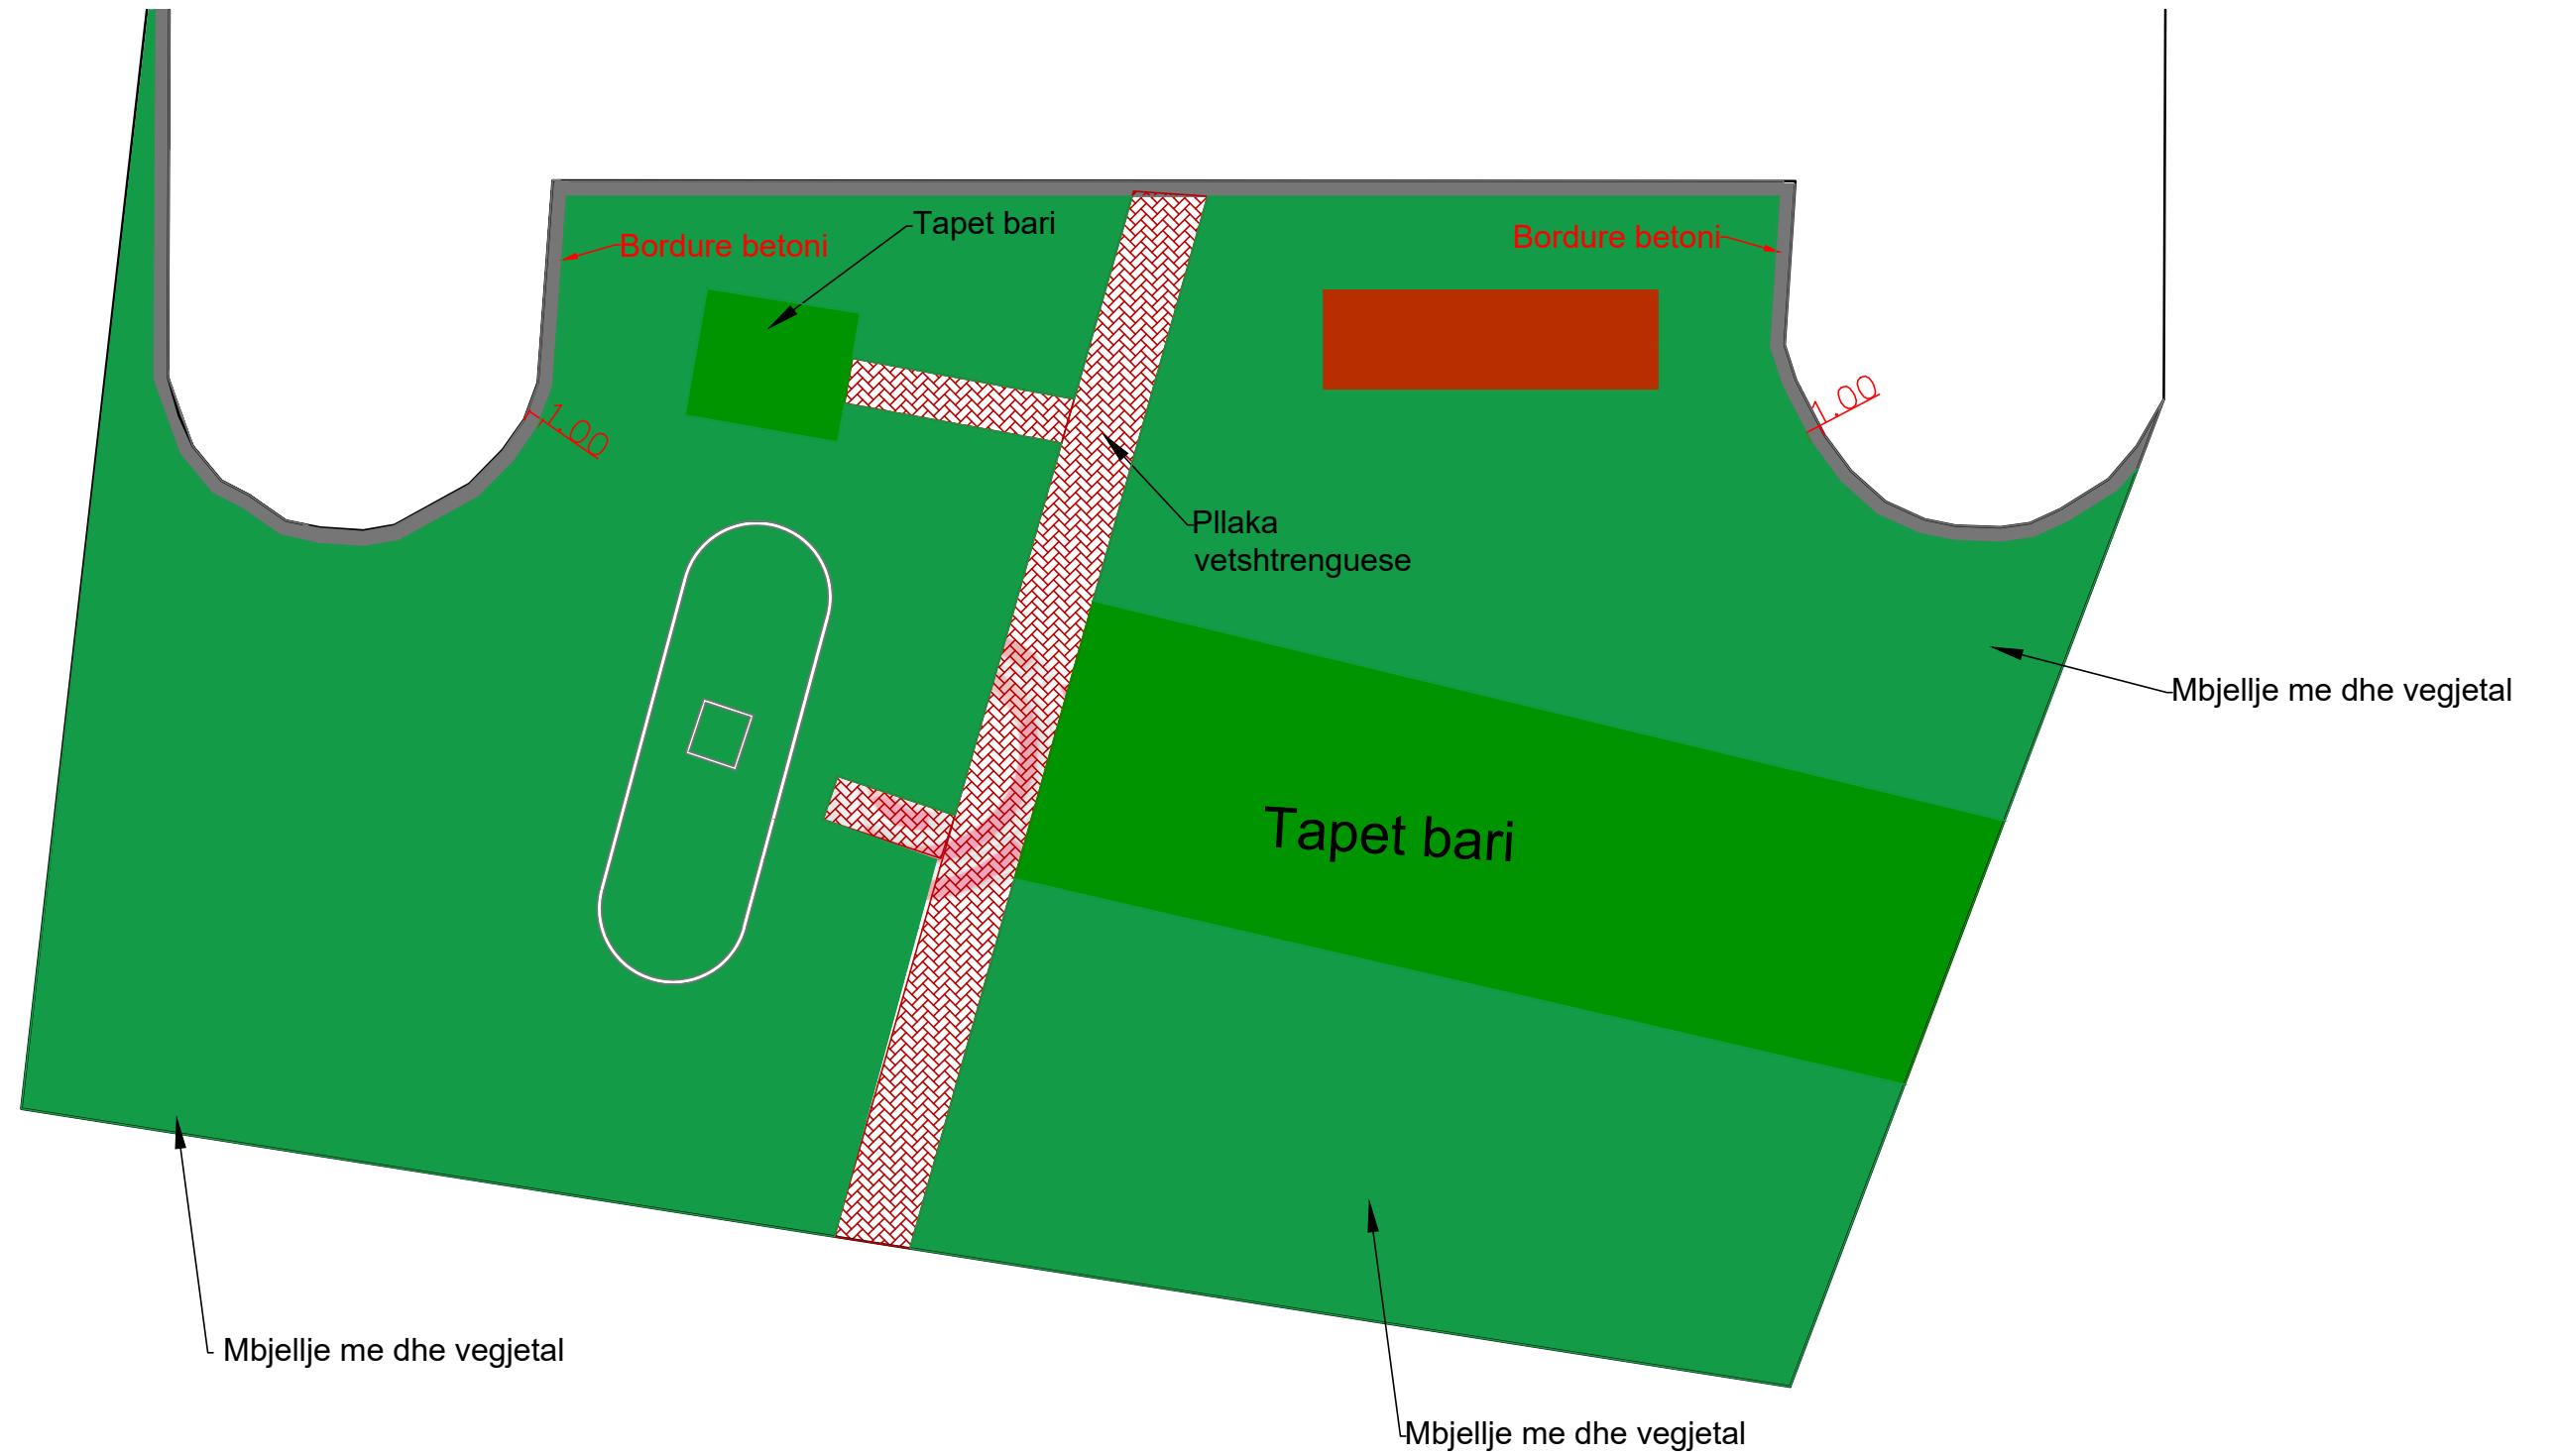 Tapet bari
Bordure betoni
Bordure betoni
1.00
1.00
Pllaka
vetshtrenguese
Mbjellje me dhe vegjetal
Tapet bari
Mbjellje me dhe vegjetal
Mbjellje me dhe vegjetal